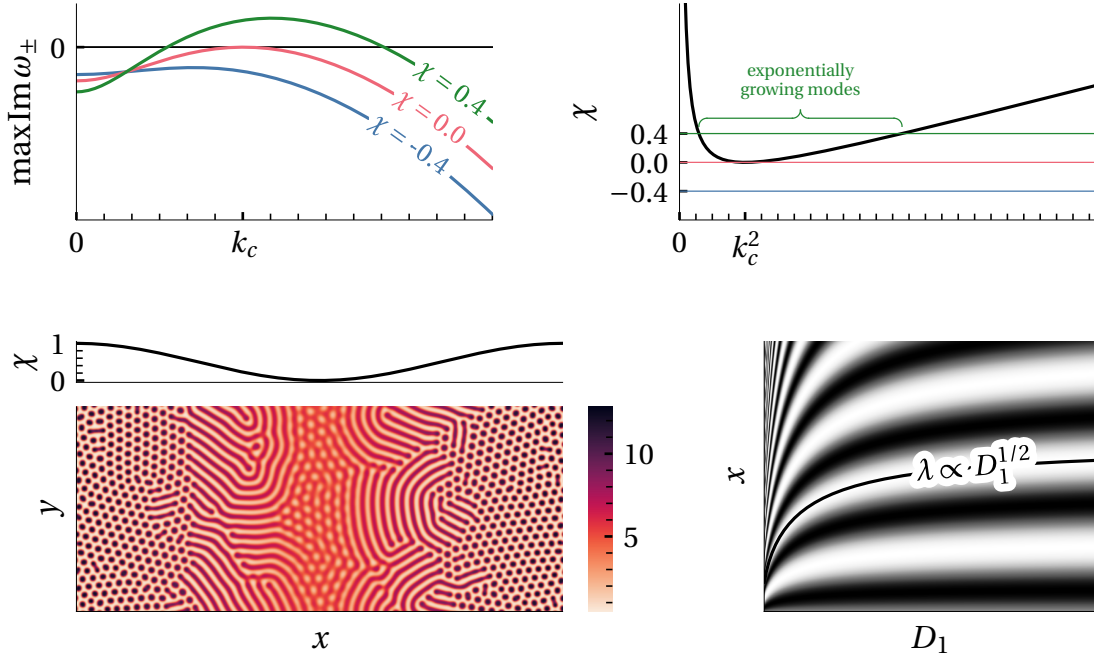 max Im ω±
0
χ = 0.4
χ = 0.0
χ = -0.4
0
k_c
χ
exponentially
growing modes
0.4
0.0
−0.4
0
k_c^2
χ
1
0
y
x
10
5
x
λ ∝ D_1^{1/2}
D_1